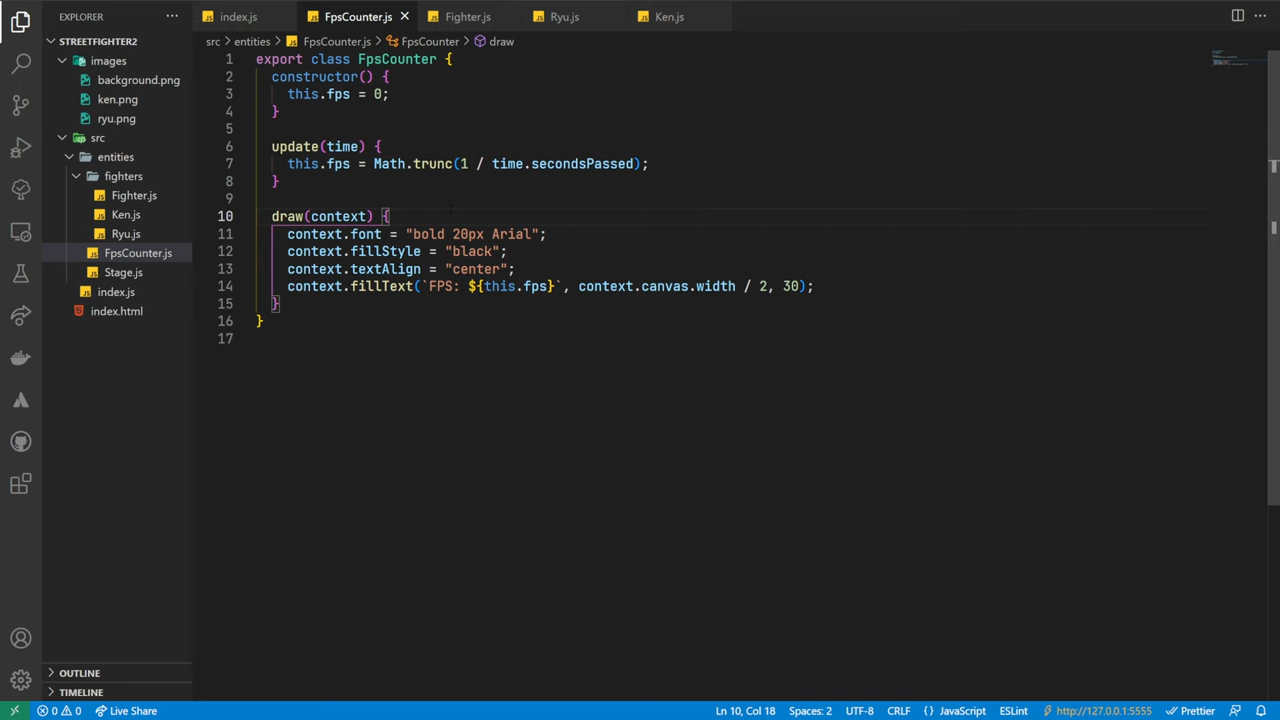 EXPLORER
STREETFIGHTER2
images
background.png
ken.png
ryu.png
src
entities
fighters
Fighter.js
Ken.js
Ryu.js
FpsCounter.js
Stage.js
index.js
index.html
OUTLINE
TIMELINE
index.js FpsCounter.js Fighter.js Ryu.js Ken.js
src > entities > FpsCounter.js > FpsCounter > draw
1 export class FpsCounter {
2 constructor() {
3 this.fps = 0;
4 }
5
6 update(time) {
7 this.fps = Math.trunc(1 / time.secondsPassed);
8 }
9
10 draw(context) {
11 context.font = "bold 20px Arial";
12 context.fillStyle = "black";
13 context.textAlign = "center";
14 context.fillText(`FPS: ${this.fps}`, context.canvas.width / 2, 30);
15 }
16 }
17
0 0 Live Share Ln 10, Col 18 Spaces: 2 UTF-8 CRLF {} JavaScript ESLint http://127.0.0.1:5555 Prettier